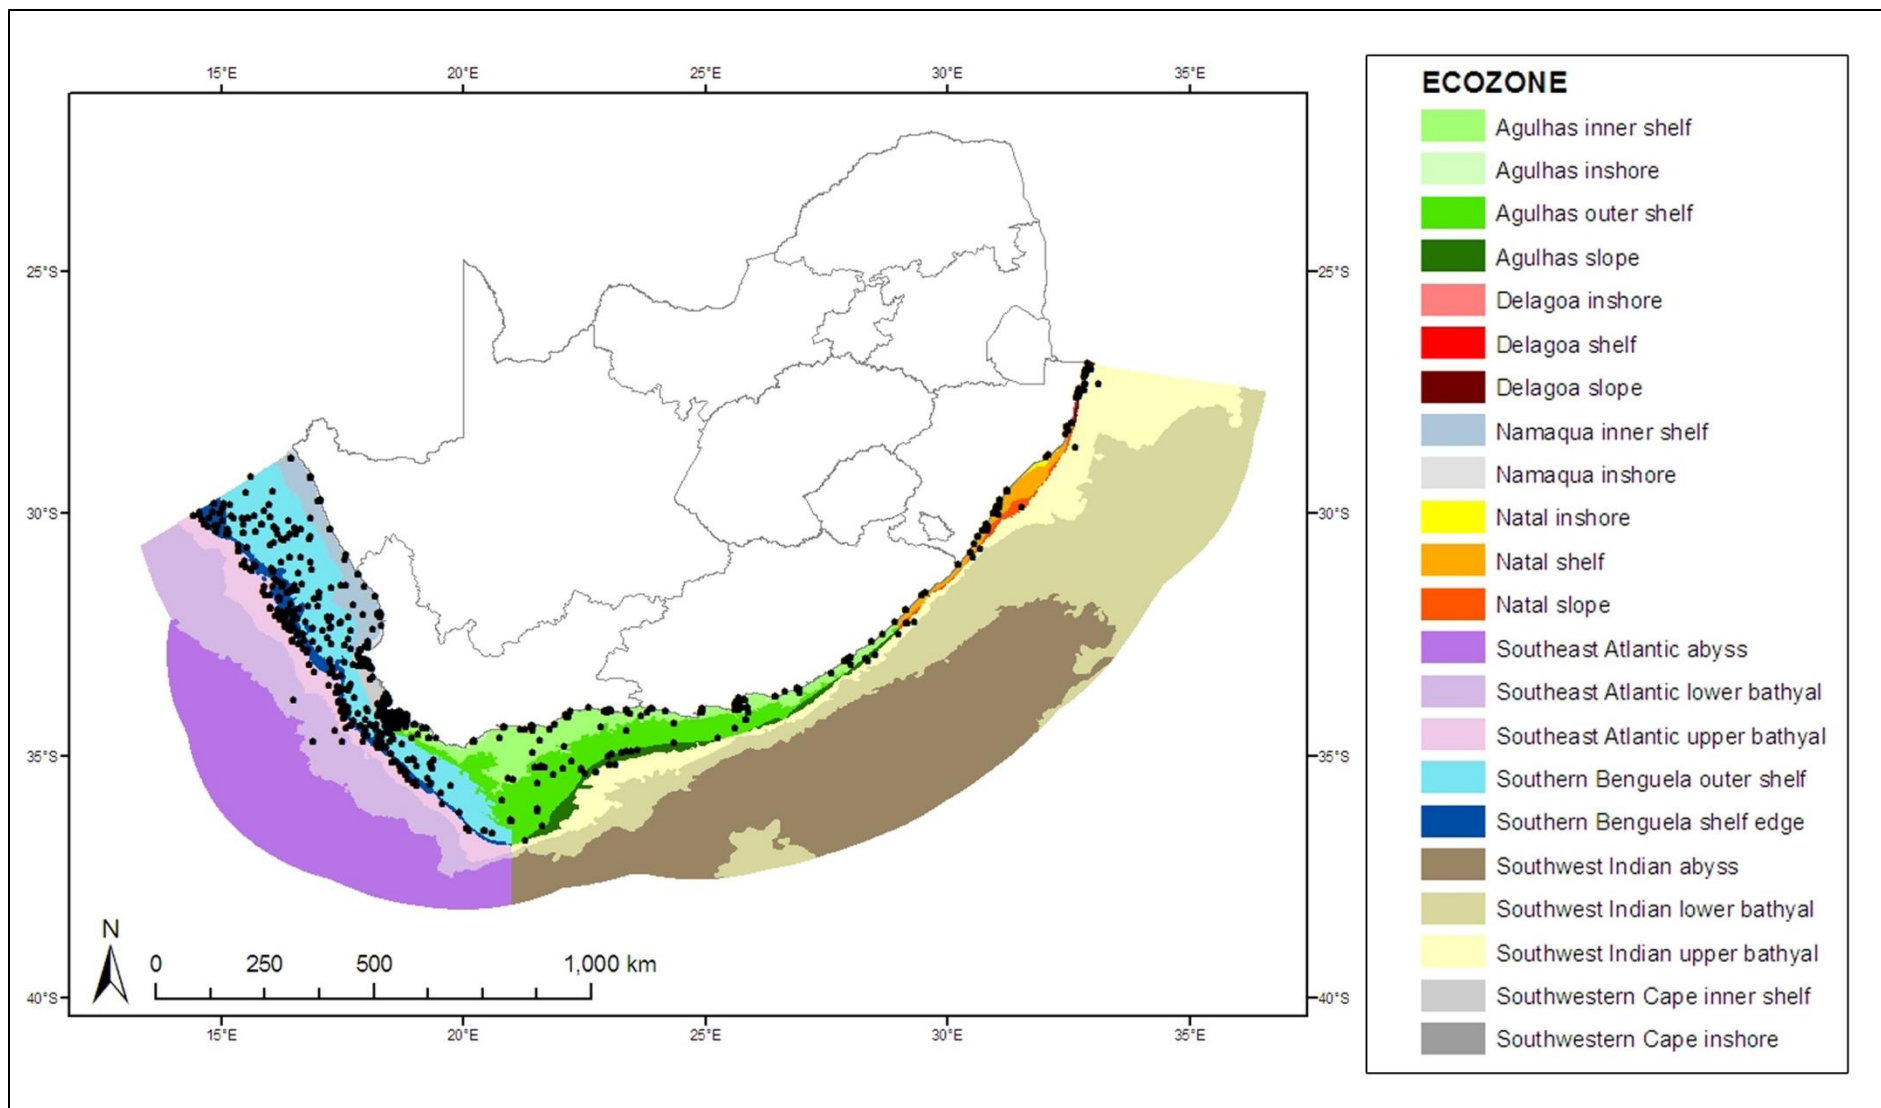 15°E 20°E 25°E 30°E 35°E
25°S 25°S
30°S 30°S
35°S 35°S
40°S 40°S
N
0 250 500 1,000 km
15°E 20°E 25°E 30°E 35°E
ECOZONE
Agulhas inner shelf
Agulhas inshore
Agulhas outer shelf
Agulhas slope
Delagoa inshore
Delagoa shelf
Delagoa slope
Namaqua inner shelf
Namaqua inshore
Natal inshore
Natal shelf
Natal slope
Southeast Atlantic abyss
Southeast Atlantic lower bathyal
Southeast Atlantic upper bathyal
Southern Benguela outer shelf
Southern Benguela shelf edge
Southwest Indian abyss
Southwest Indian lower bathyal
Southwest Indian upper bathyal
Southwestern Cape inner shelf
Southwestern Cape inshore